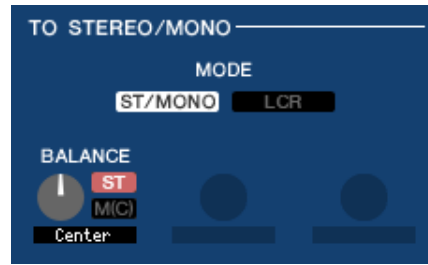 TO STEREO/MONO
MODE
ST/MONO LCR
BALANCE
ST
M(C)
Center